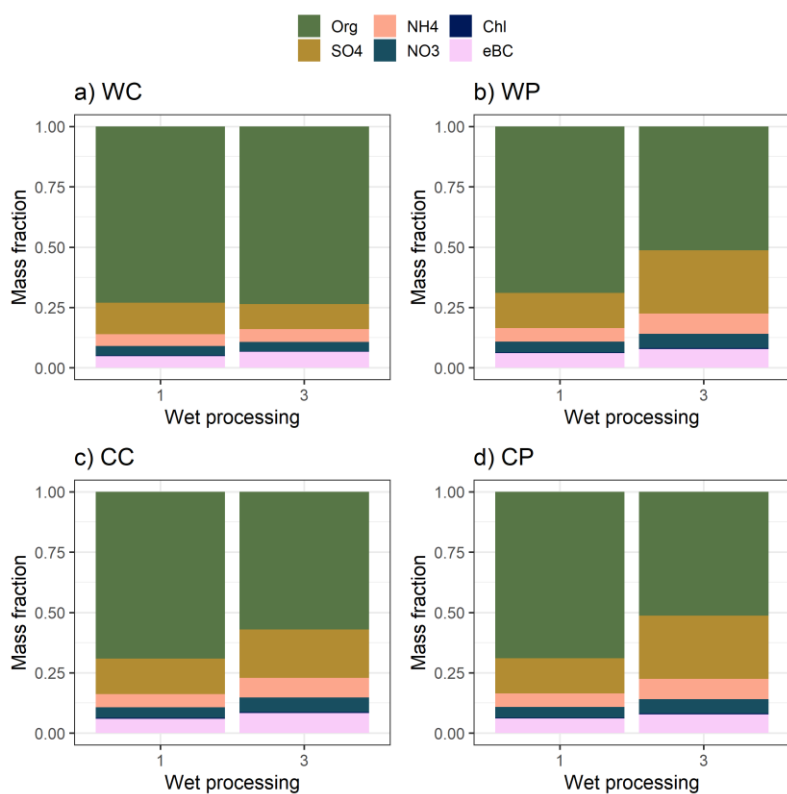 Org NH4 Chl
SO4 NO3 eBC
a) WC
b) WP
1.00
0.75
0.50
0.25
0.00
Mass fraction
1 3
Wet processing
1.00
0.75
0.50
0.25
0.00
Mass fraction
1 3
Wet processing
c) CC
d) CP
1.00
0.75
0.50
0.25
0.00
Mass fraction
1 3
Wet processing
1.00
0.75
0.50
0.25
0.00
Mass fraction
1 3
Wet processing